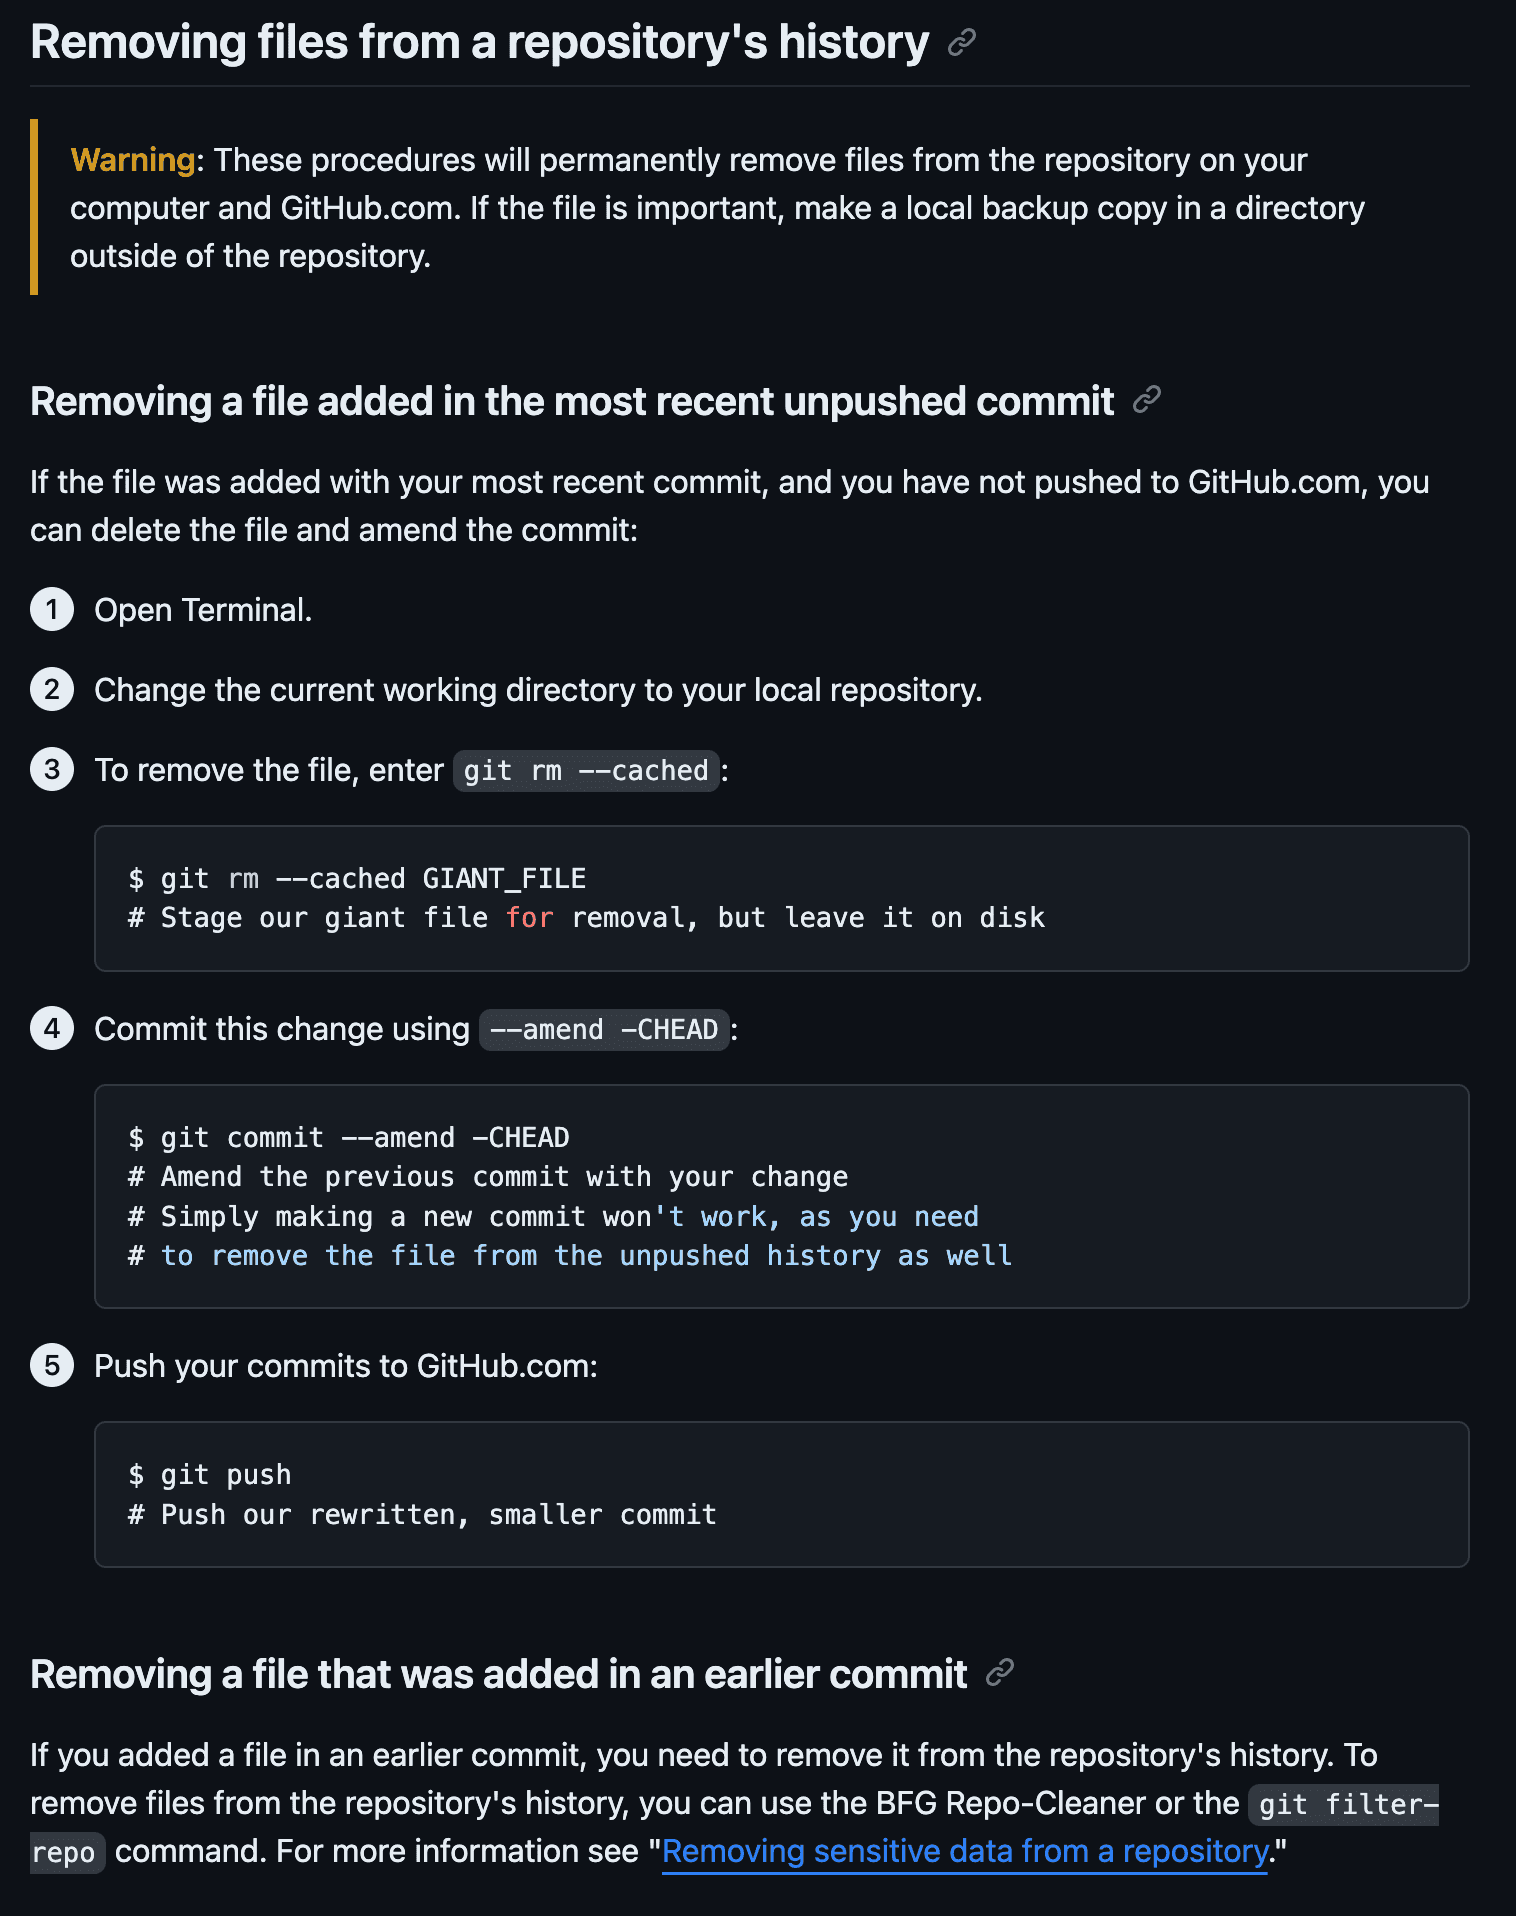 Removing files from a repository's history
Warning: These procedures will permanently remove files from the repository on your
computer and GitHub.com. If the file is important, make a local backup copy in a directory
outside of the repository.
Removing a file added in the most recent unpushed commit
If the file was added with your most recent commit, and you have not pushed to GitHub.com, you
can delete the file and amend the commit:
1 Open Terminal.
2 Change the current working directory to your local repository.
3 To remove the file, enter git rm --cached:
$ git rm --cached GIANT_FILE
# Stage our giant file for removal, but leave it on disk
4 Commit this change using --amend -CHEAD:
$ git commit --amend -CHEAD
# Amend the previous commit with your change
# Simply making a new commit won't work, as you need
# to remove the file from the unpushed history as well
5 Push your commits to GitHub.com:
$ git push
# Push our rewritten, smaller commit
Removing a file that was added in an earlier commit
If you added a file in an earlier commit, you need to remove it from the repository's history. To
remove files from the repository's history, you can use the BFG Repo-Cleaner or the git filter-
repo command. For more information see "Removing sensitive data from a repository."